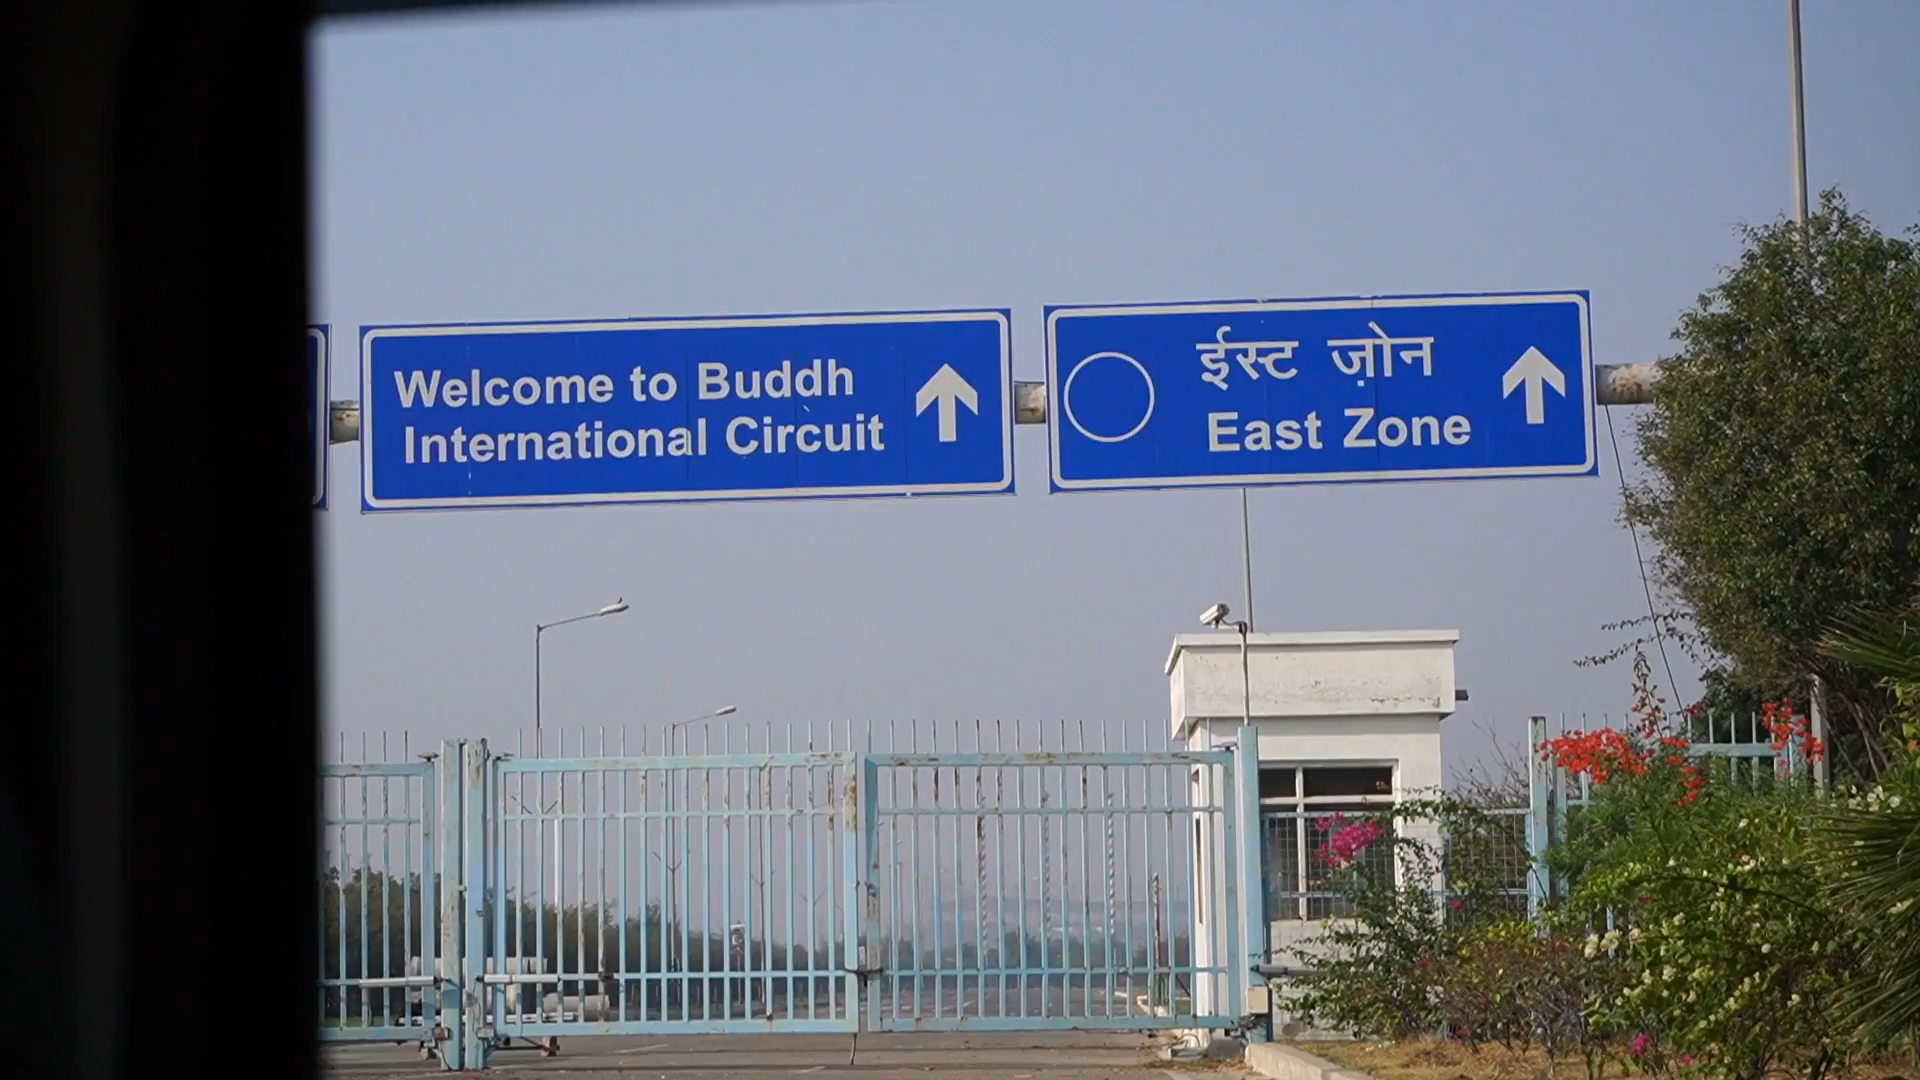 Welcome to Buddh
International Circuit
ईस्ट ज़ोन
East Zone